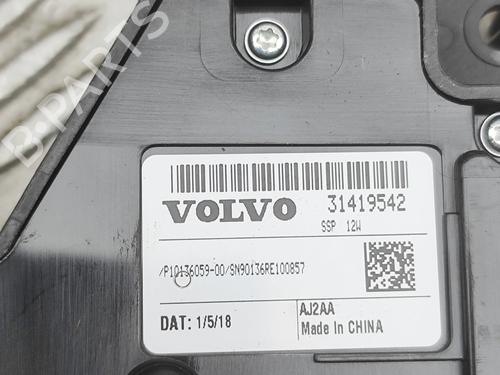 B-PARTS
VOLVO 31419542
SSP 12W
/P10136059-00/SN90136RE100857
DAT: 1/5/18
AJ2AA
Made In CHINA